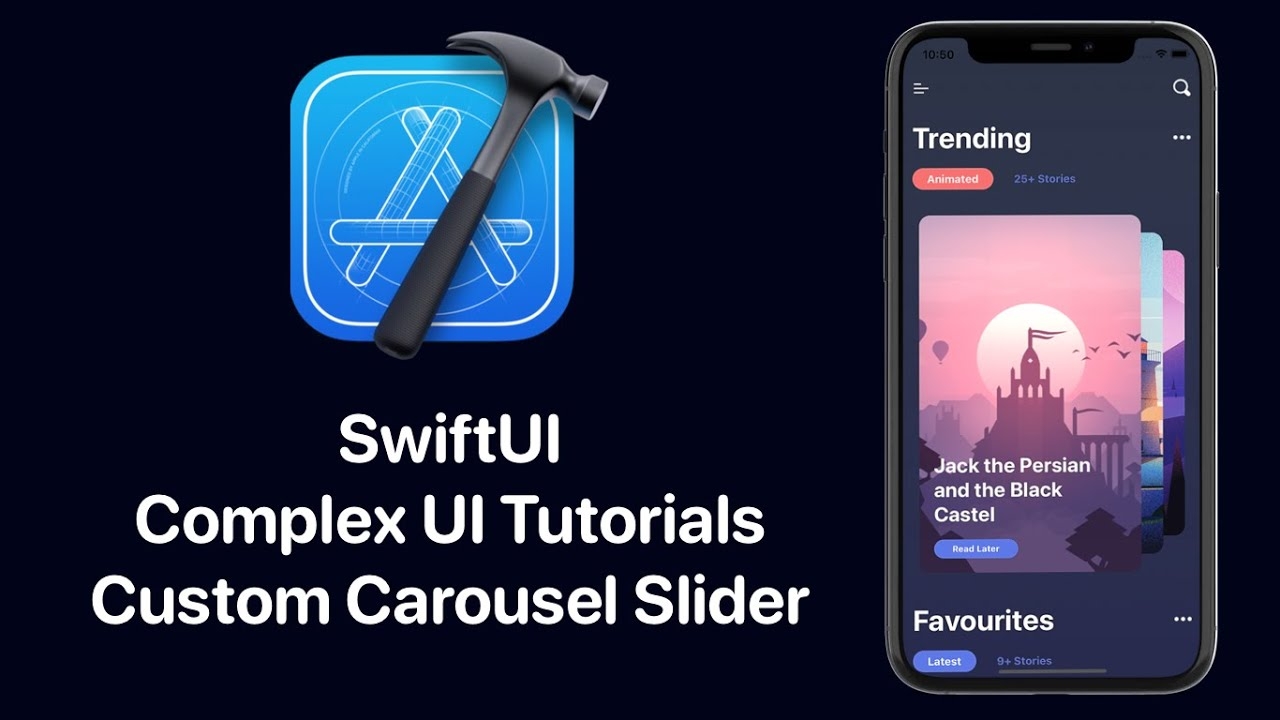 SwiftUI
Complex UI Tutorials
Custom Carousel Slider
10:50
Trending
Animated
25+ Stories
Jack the Persian
and the Black
Castel
Read Later
Favourites
Latest
9+ Stories